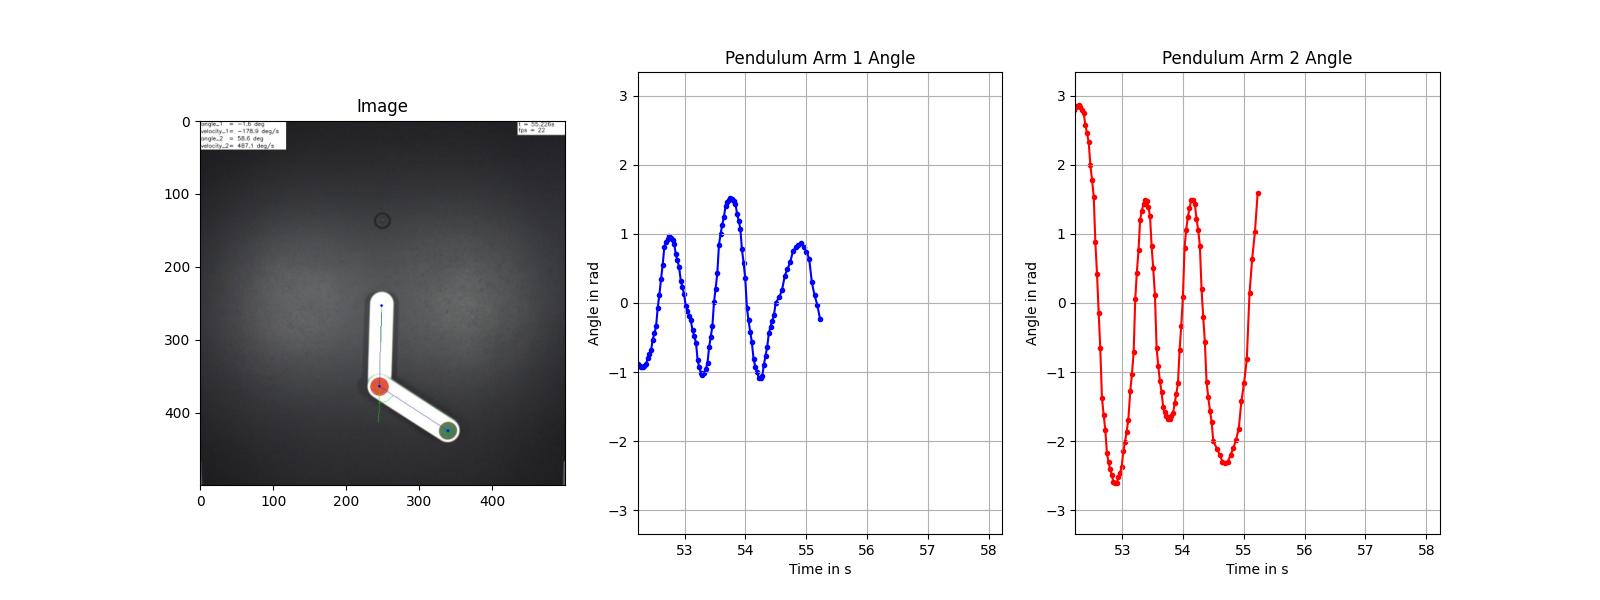 Image
angle_1 = -1.6 deg
velocity_1= -178.9 deg/s
angle_2 = 58.6 deg
velocity_2= 487.1 deg/s
t = 55.226s
fps = 22
0
100
200
300
400
0 100 200 300 400
Pendulum Arm 1 Angle
Angle in rad
3
2
1
0
−1
−2
−3
53 54 55 56 57 58
Time in s
Pendulum Arm 2 Angle
Angle in rad
3
2
1
0
−1
−2
−3
53 54 55 56 57 58
Time in s